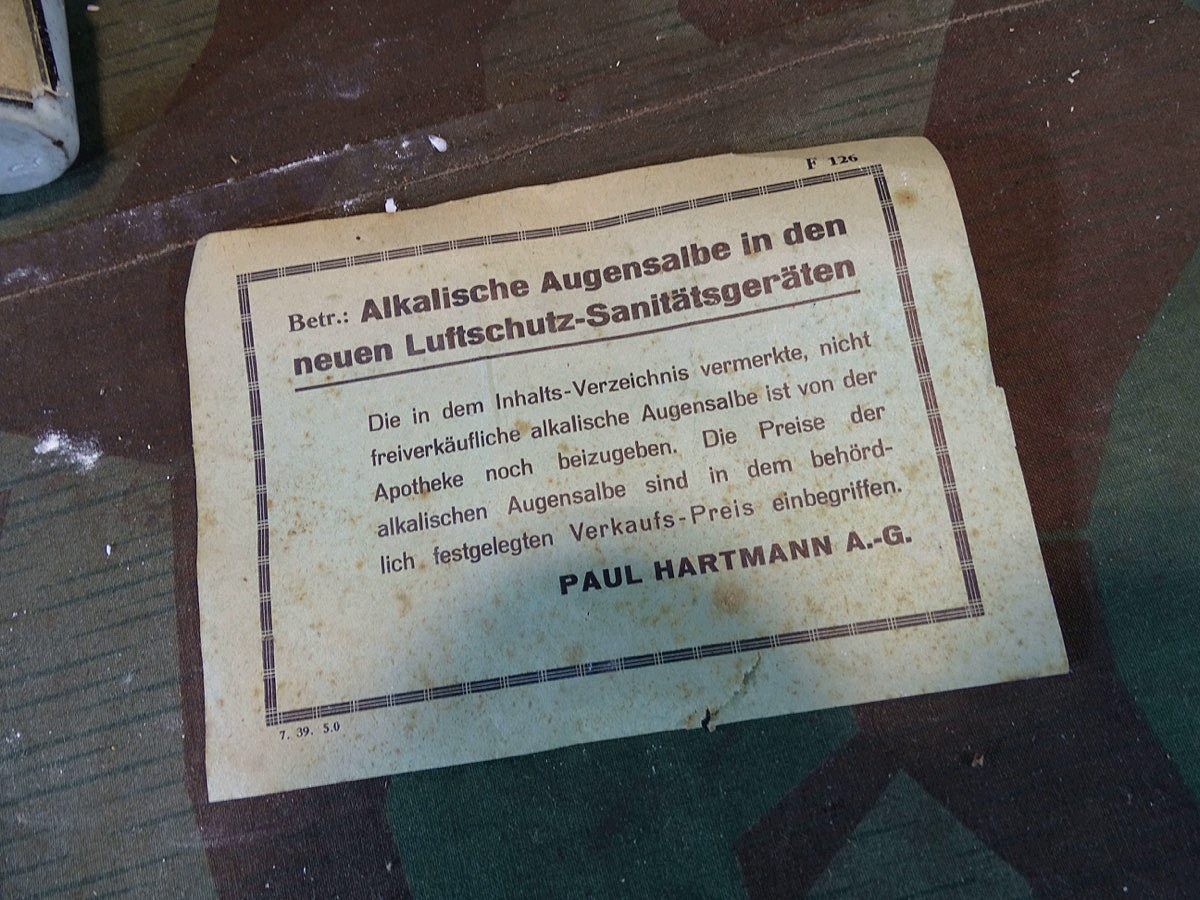 F 126
Betr.: Alkalische Augensalbe in den
neuen Luftschutz-Sanitätsgeräten
Die in dem Inhalts-Verzeichnis vermerkte, nicht
freiverkäufliche alkalische Augensalbe ist von der
Apotheke noch beizugeben. Die Preise der
alkalischen Augensalbe sind in dem behörd-
lich festgelegten Verkaufs-Preis einbegriffen.
PAUL HARTMANN A.-G.
7. 39. 5.0